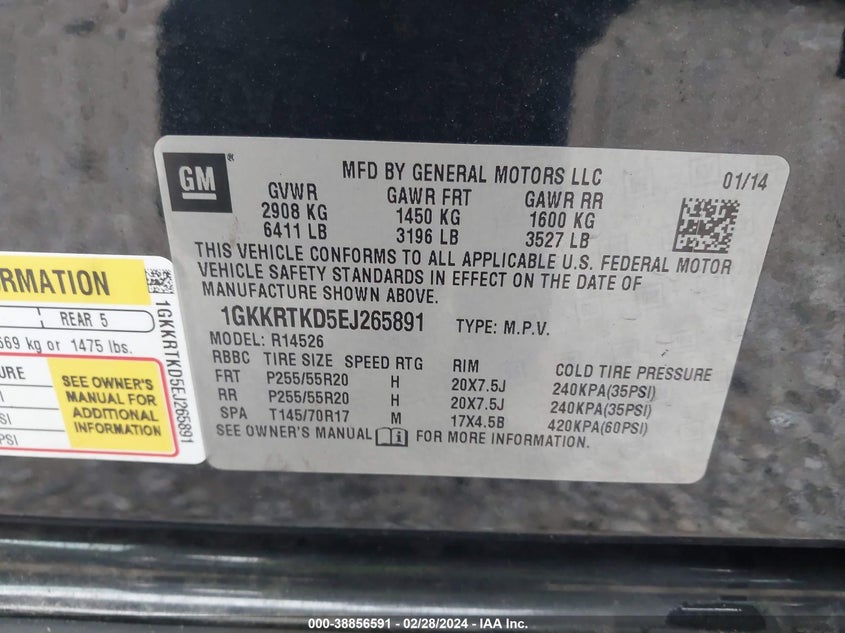 GM
MFD BY GENERAL MOTORS LLC 01/14
GVWR GAWR FRT GAWR RR
2908 KG 1450 KG 1600 KG
6411 LB 3196 LB 3527 LB
THIS VEHICLE CONFORMS TO ALL APPLICABLE U.S. FEDERAL MOTOR
VEHICLE SAFETY STANDARDS IN EFFECT ON THE DATE OF
MANUFACTURE SHOWN ABOVE.
1GKKRTKD5EJ265891 TYPE: M.P.V.
MODEL: R14526
RBBC TIRE SIZE SPEED RTG RIM COLD TIRE PRESSURE
FRT P255/55R20 H 20X7.5J 240KPA(35PSI)
RR P255/55R20 H 20X7.5J 240KPA(35PSI)
SPA T145/70R17 M 17X4.5B 420KPA(60PSI)
SEE OWNER'S MANUAL FOR MORE INFORMATION.
REAR 5
kg or 1475 lbs.
SEE OWNER'S
MANUAL FOR
ADDITIONAL
INFORMATION
1GKKRTKD5EJ265891
000-38856591 / 02/28/2024 - IAA Inc.